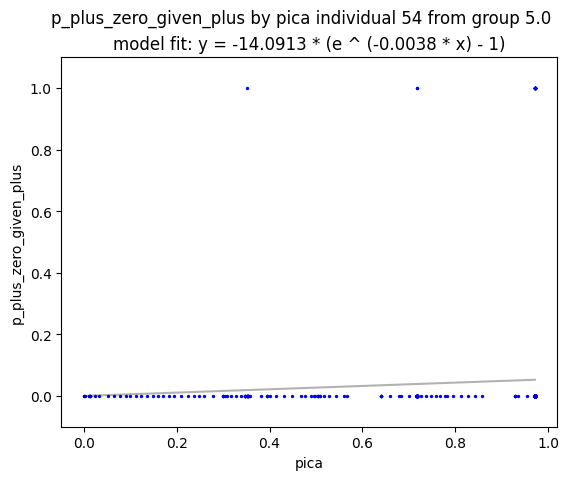 p_plus_zero_given_plus by pica individual 54 from group 5.0
model fit: y = -14.0913 * (e ^ (-0.0038 * x) - 1)
1.0
0.8
0.6
0.4
0.2
0.0
p_plus_zero_given_plus
0.0 0.2 0.4 0.6 0.8 1.0
pica